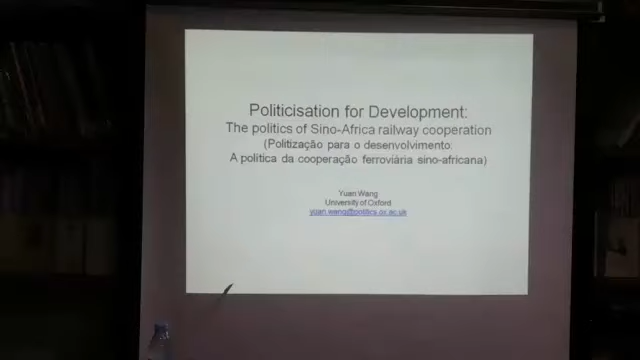 Politicisation for Development:
The politics of Sino-Africa railway cooperation
(Politização para o desenvolvimento:
A política da cooperação ferroviária sino-africana)
Yuan Wang
University of Oxford
yuan.wang@politics.ox.ac.uk